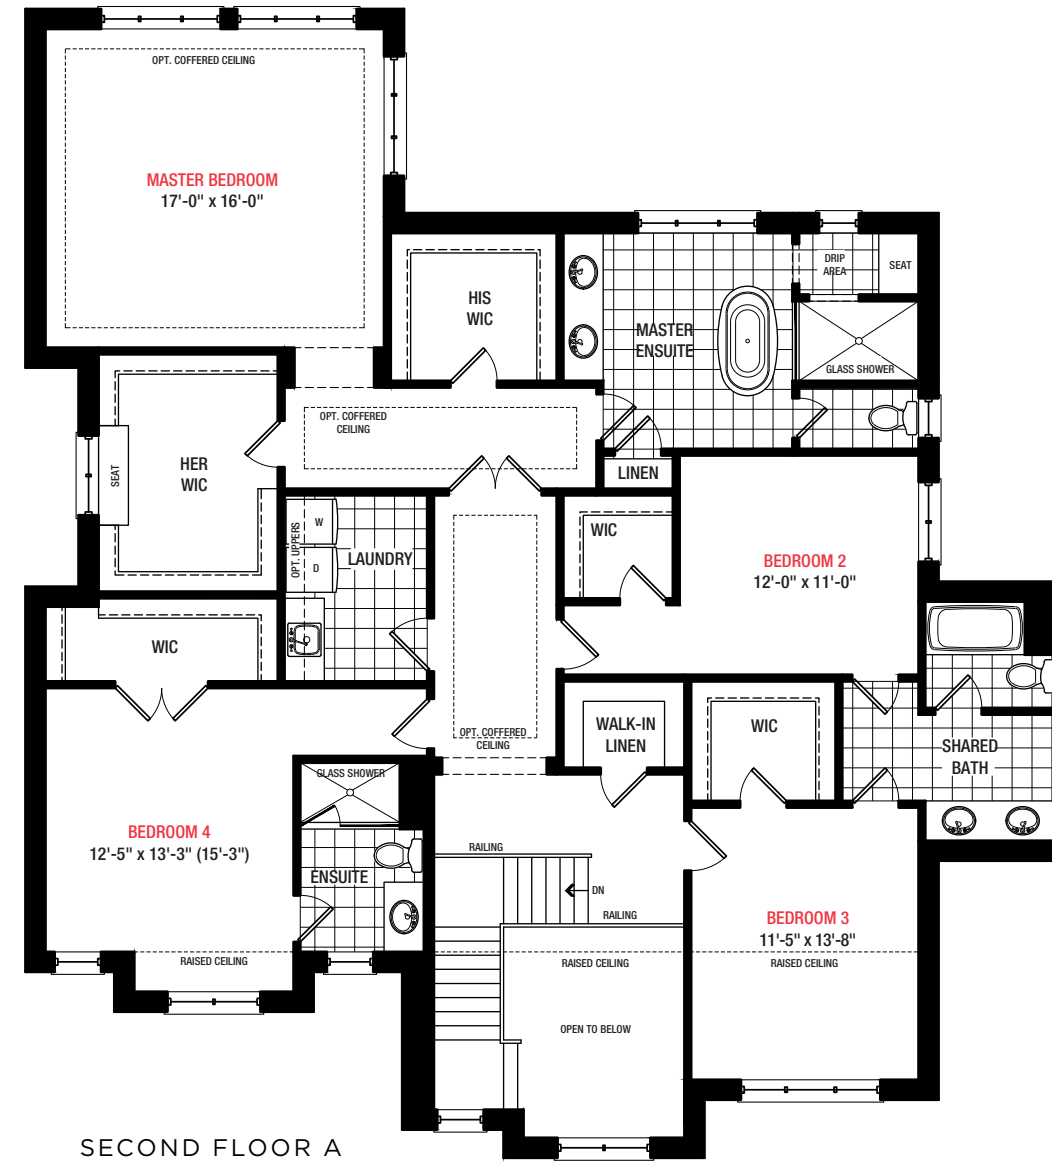 OPT. COFFERED CEILING
MASTER BEDROOM
17'-0" x 16'-0"
HIS
WIC
MASTER
ENSUITE
DRIP
AREA
SEAT
GLASS SHOWER
OPT. COFFERED
CEILING
LINEN
HER
WIC
SEAT
OPT. UPPERS
W
D
LAUNDRY
WIC
BEDROOM 2
12'-0" x 11'-0"
WIC
OPT. COFFERED
CEILING
WALK-IN
LINEN
WIC
SHARED
BATH
GLASS SHOWER
BEDROOM 4
12'-5" x 13'-3" (15'-3")
ENSUITE
RAILING
DN
RAILING
BEDROOM 3
11'-5" x 13'-8"
RAISED CEILING
RAISED CEILING
RAISED CEILING
OPEN TO BELOW
SECOND FLOOR A